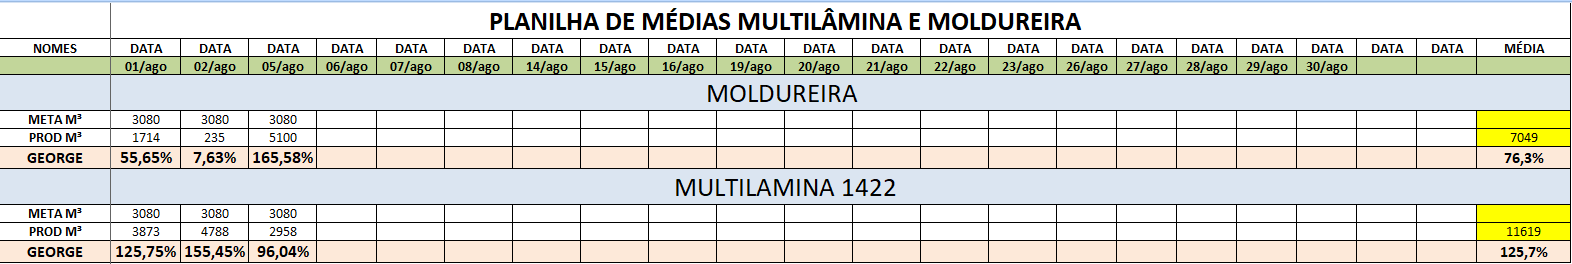 PLANILHA DE MÉDIAS MULTILÂMINA E MOLDUREIRA
NOMES DATA DATA DATA DATA DATA DATA DATA DATA DATA DATA DATA DATA DATA DATA DATA DATA DATA DATA DATA DATA DATA MÉDIA
01/ago 02/ago 05/ago 06/ago 07/ago 08/ago 14/ago 15/ago 16/ago 19/ago 20/ago 21/ago 22/ago 23/ago 26/ago 27/ago 28/ago 29/ago 30/ago
MOLDUREIRA
META M³ 3080 3080 3080
PROD M³ 1714 235 5100 7049
GEORGE 55,65% 7,63% 165,58% 76,3%
MULTILAMINA 1422
META M³ 3080 3080 3080
PROD M³ 3873 4788 2958 11619
GEORGE 125,75% 155,45% 96,04% 125,7%